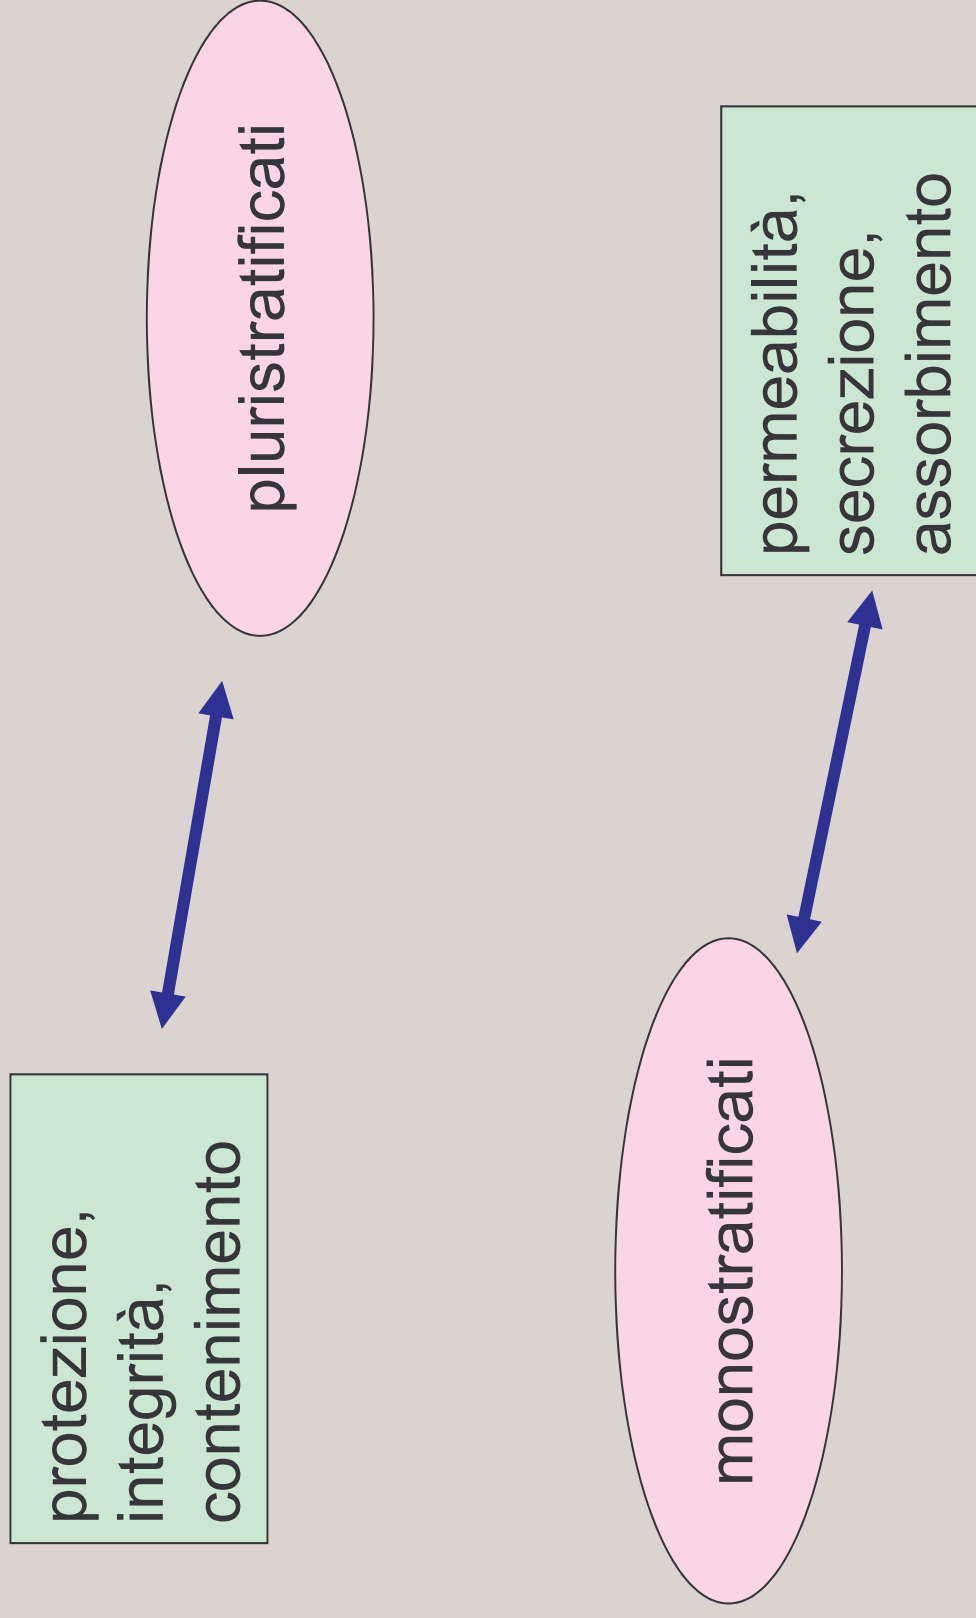 protezione,
integrità,
contenimento
pluristratificati
monostratificati
permeabilità,
secrezione,
assorbimento